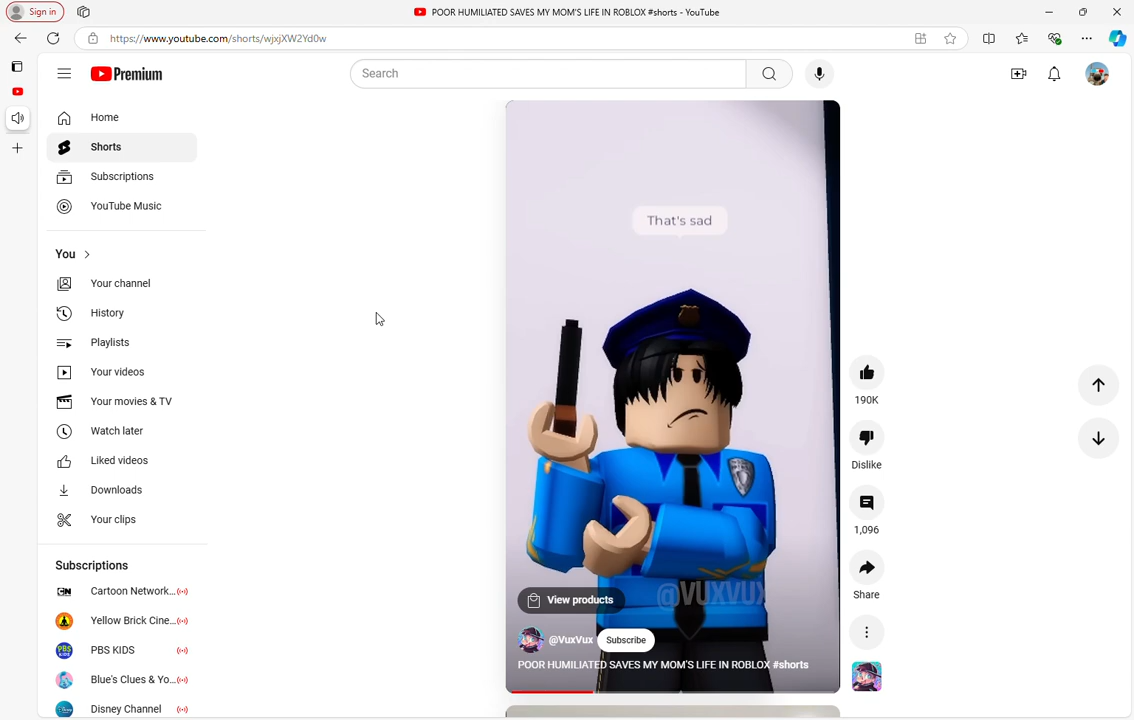 Sign in
POOR HUMILIATED SAVES MY MOM'S LIFE IN ROBLOX #shorts - YouTube
https://www.youtube.com/shorts/wjxjXW2Yd0w
Premium
Search
Home
Shorts
Subscriptions
YouTube Music
You
Your channel
History
Playlists
Your videos
Your movies & TV
Watch later
Liked videos
Downloads
Your clips
Subscriptions
CN Cartoon Network...
Yellow Brick Cine...
PBS KIDS PBS KIDS
Blue's Clues & Yo...
Disney Channel
That's sad
@VUXVUX
View products
@VuxVux Subscribe
POOR HUMILIATED SAVES MY MOM'S LIFE IN ROBLOX #shorts
190K
Dislike
1,096
Share